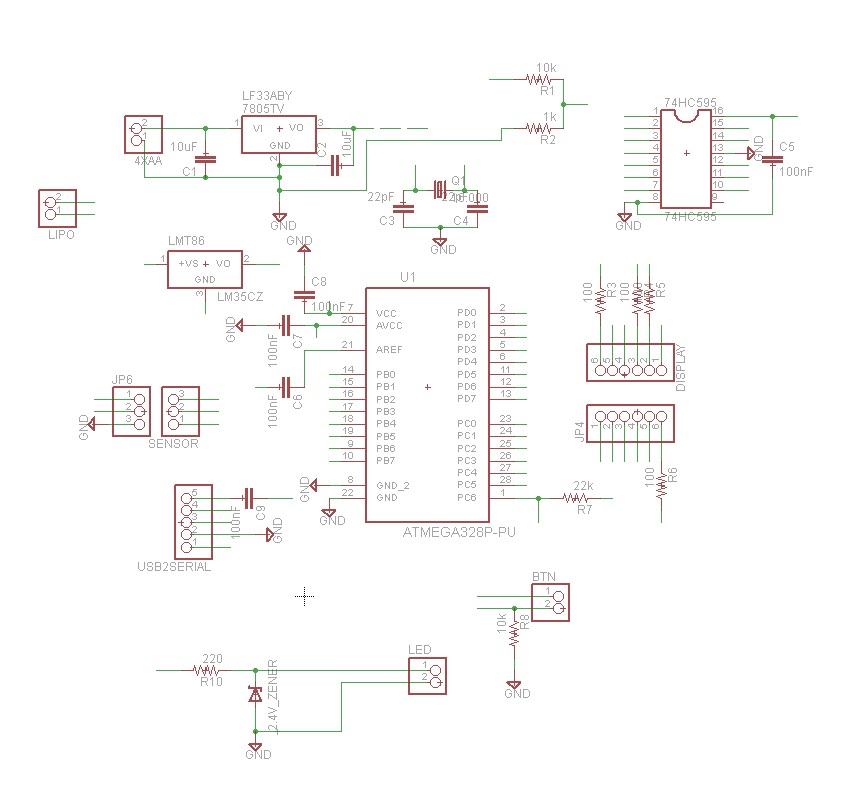 10k
R1
1k
R2
LF33ABY
7805TV
1 VI VO 3
GND
2
2
1
4XAA
10uF
C1
C2
10uF
GND
Q1
16.000
22pF
22pF
C3
C4
GND
74HC595
1 16
2 15
3 14
4 13
5 12
6 11
7 10
8 9
74HC595
GND
GND
C5
100nF
2
1
LIPO
LMT86
1 +VS VO 2
GND
3
LM35CZ
GND
C8
100nF
GND
C7
100nF
C6
100nF
U1
7 VCC
20 AVCC
21 AREF
14 PB0
15 PB1
16 PB2
17 PB3
18 PB4
19 PB5
9 PB6
10 PB7
8 GND_2
22 GND
PD0 2
PD1 3
PD2 4
PD3 5
PD4 6
PD5 11
PD6 12
PD7 13
PC0 23
PC1 24
PC2 25
PC3 26
PC4 27
PC5 28
PC6 1
ATMEGA328P-PU
GND
GND
22k
R7
100
R3
100
R4
R5
6 5 4 3 2 1
DISPLAY
1 2 3 4 5 6
JP4
100
R6
JP6
1
2
3
GND
3
2
1
SENSOR
5
4
3
2
1
USB2SERIAL
100nF
C9
GND
BTN
1
2
10k
R8
GND
220
R10
2.4V_ZENER
GND
LED
1
2